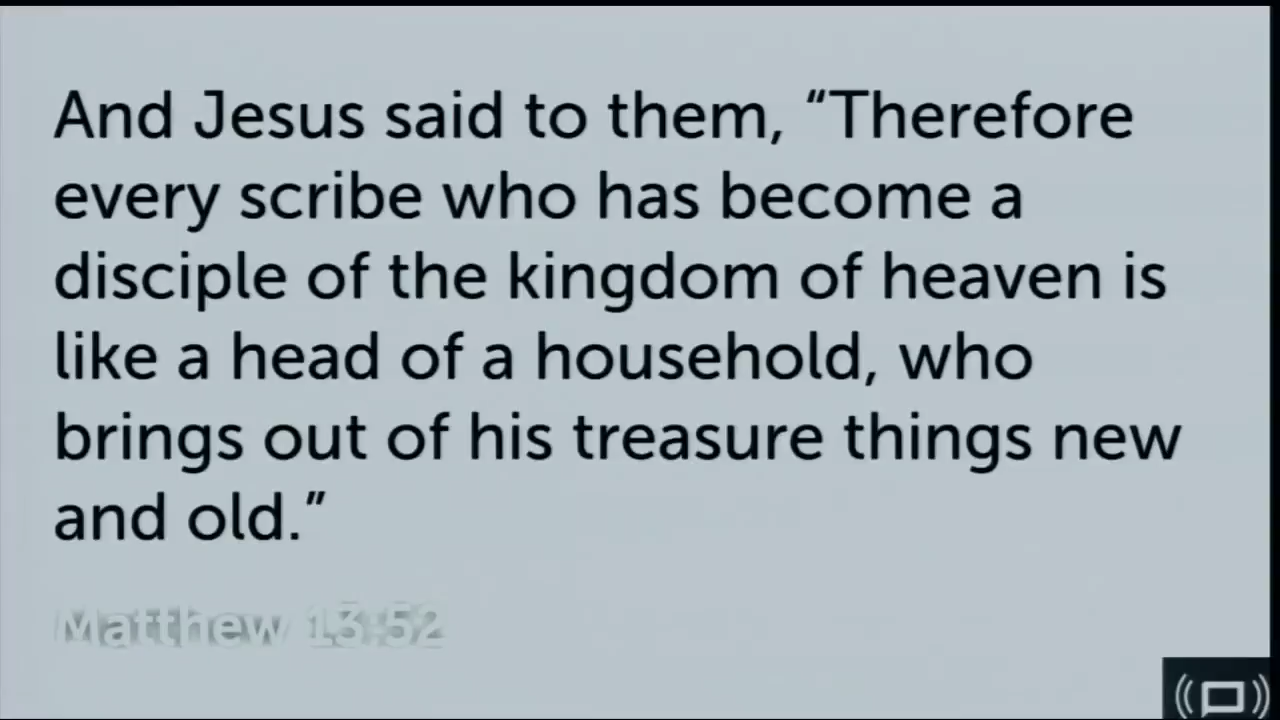 And Jesus said to them, “Therefore
every scribe who has become a
disciple of the kingdom of heaven is
like a head of a household, who
brings out of his treasure things new
and old.”
Matthew 13:52